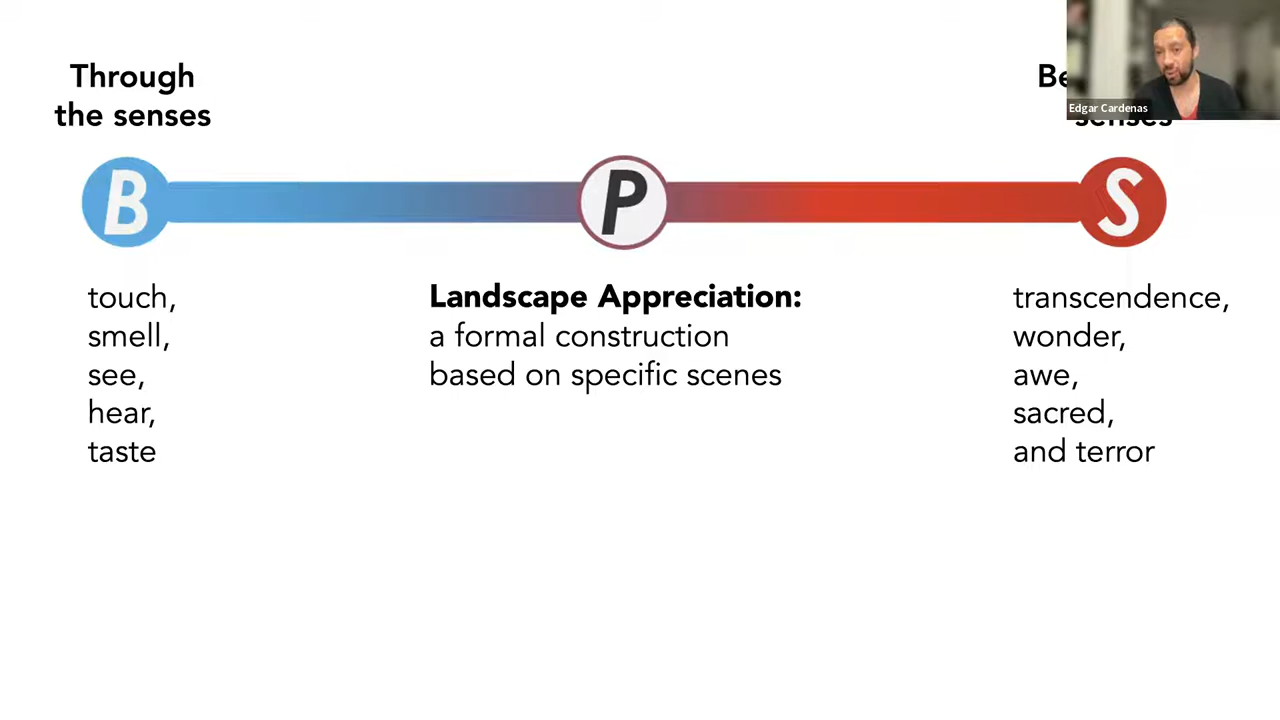 Through
the senses
Edgar Cardenas
senses
B
P
S
touch,
smell,
see,
hear,
taste
Landscape Appreciation:
a formal construction
based on specific scenes
transcendence,
wonder,
awe,
sacred,
and terror